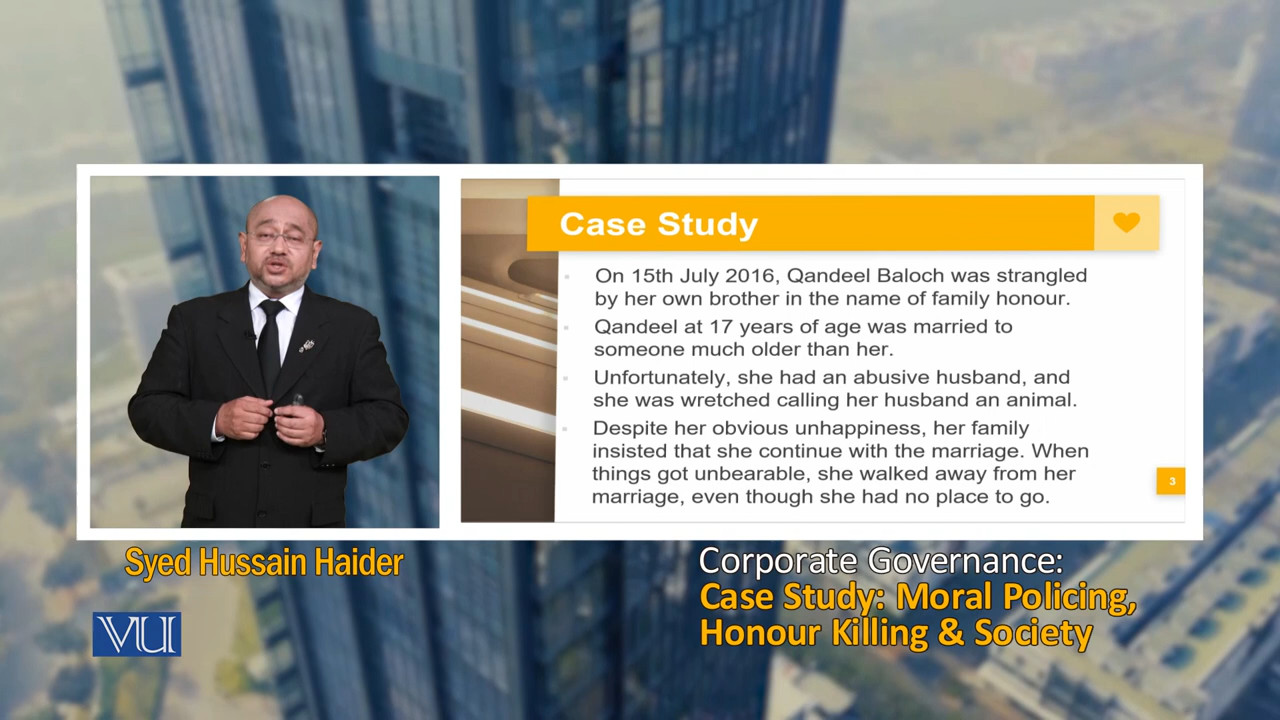 Case Study
On 15th July 2016, Qandeel Baloch was strangled
by her own brother in the name of family honour.
Qandeel at 17 years of age was married to
someone much older than her.
Unfortunately, she had an abusive husband, and
she was wretched calling her husband an animal.
Despite her obvious unhappiness, her family
insisted that she continue with the marriage. When
things got unbearable, she walked away from her
marriage, even though she had no place to go.
3
Syed Hussain Haider
VU
Corporate Governance:
Case Study: Moral Policing,
Honour Killing & Society